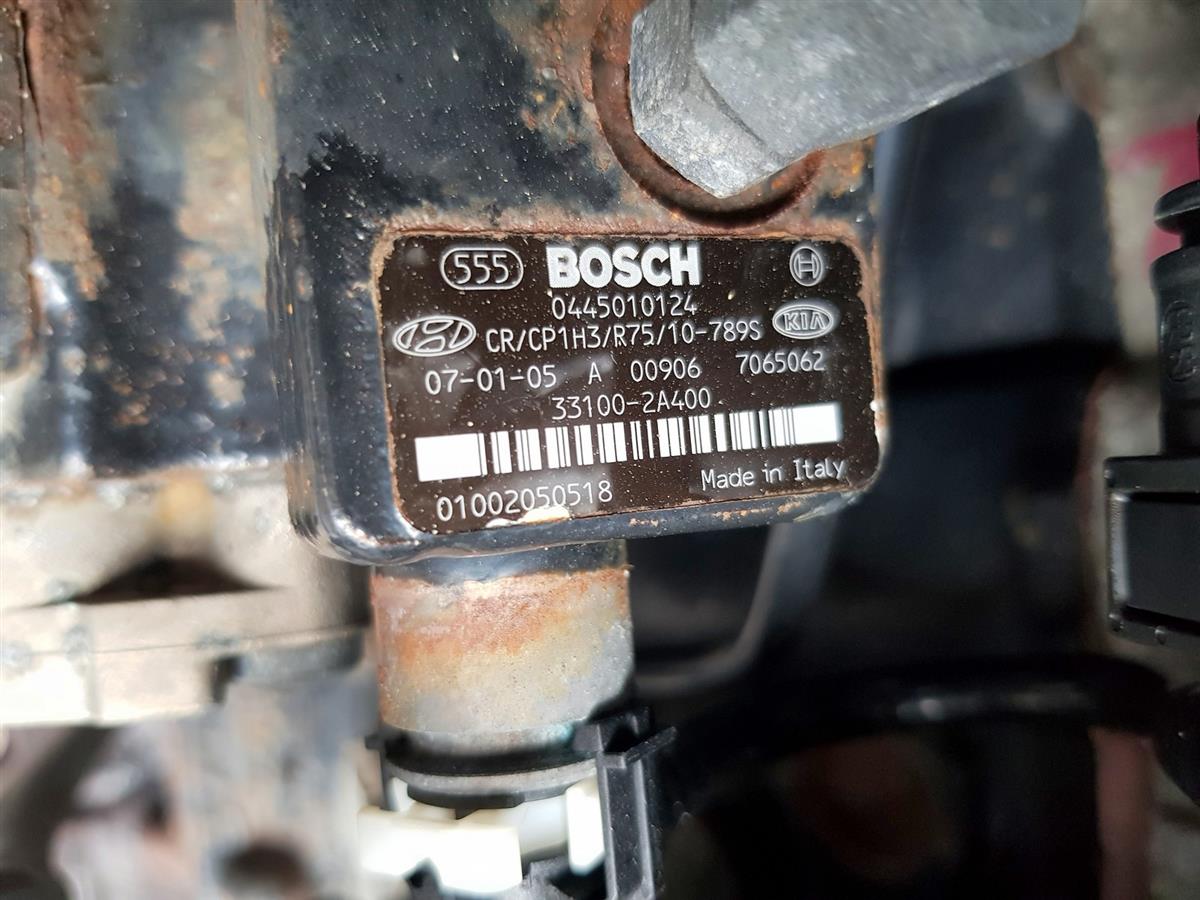 555 BOSCH H
0445010124
CR/CP1H3/R75/10-789S KIA
07-01-05 A 00906 7065062
33100-2A400
01002050518 Made in Italy